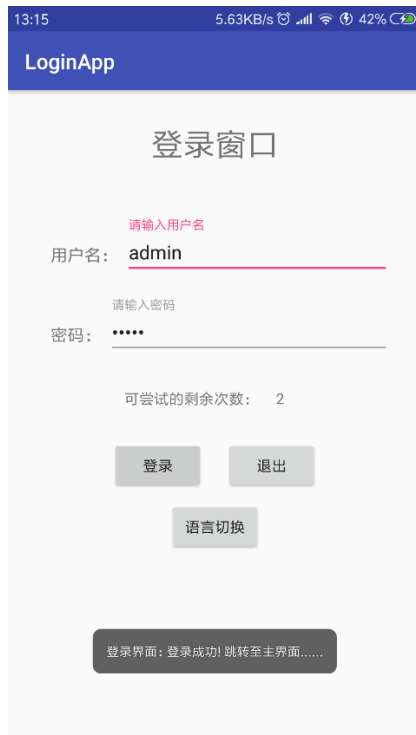 13:15 5.63KB/s 42%
LoginApp
登录窗口
请输入用户名
用户名: admin
请输入密码
密码: •••••
可尝试的剩余次数: 2
登录 退出
语言切换
登录界面: 登录成功! 跳转至主界面......